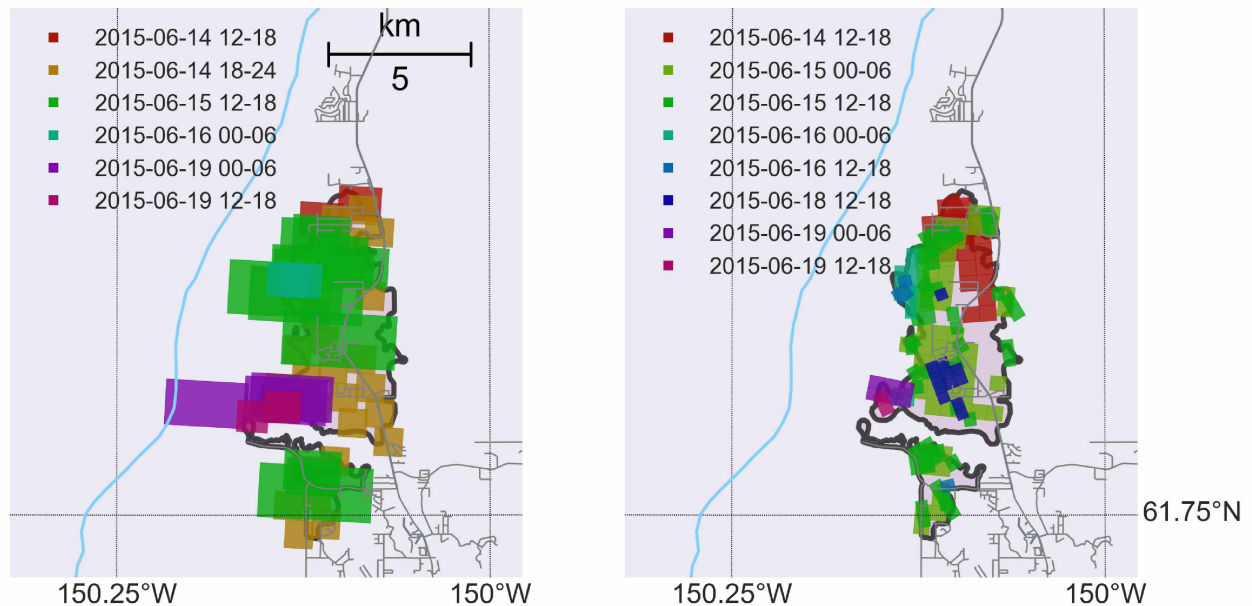 2015-06-14 12-18
2015-06-14 18-24
2015-06-15 12-18
2015-06-16 00-06
2015-06-19 00-06
2015-06-19 12-18
km
5
150.25°W
150°W
2015-06-14 12-18
2015-06-15 00-06
2015-06-15 12-18
2015-06-16 00-06
2015-06-16 12-18
2015-06-18 12-18
2015-06-19 00-06
2015-06-19 12-18
61.75°N
150.25°W
150°W